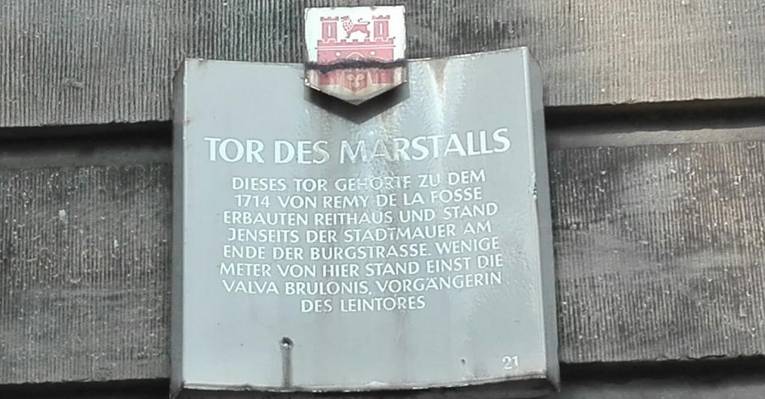 TOR DES MARSTALLS
DIESES TOR GEHÖRTE ZU DEM
1714 VON REMY DE LA FOSSE
ERBAUTEN REITHAUS UND STAND
JENSEITS DER STADTMAUER AM
ENDE DER BURGSTRASSE. WENIGE
METER VON HIER STAND EINST DIE
VALVA BRULONIS, VORGÄNGERIN
DES LEINTORES
21